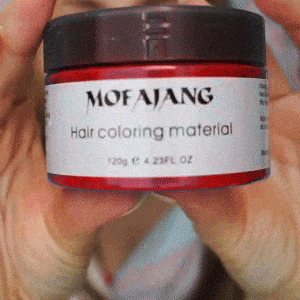 MOFAJANG
Hair coloring material
120g e 4.23FL.OZ